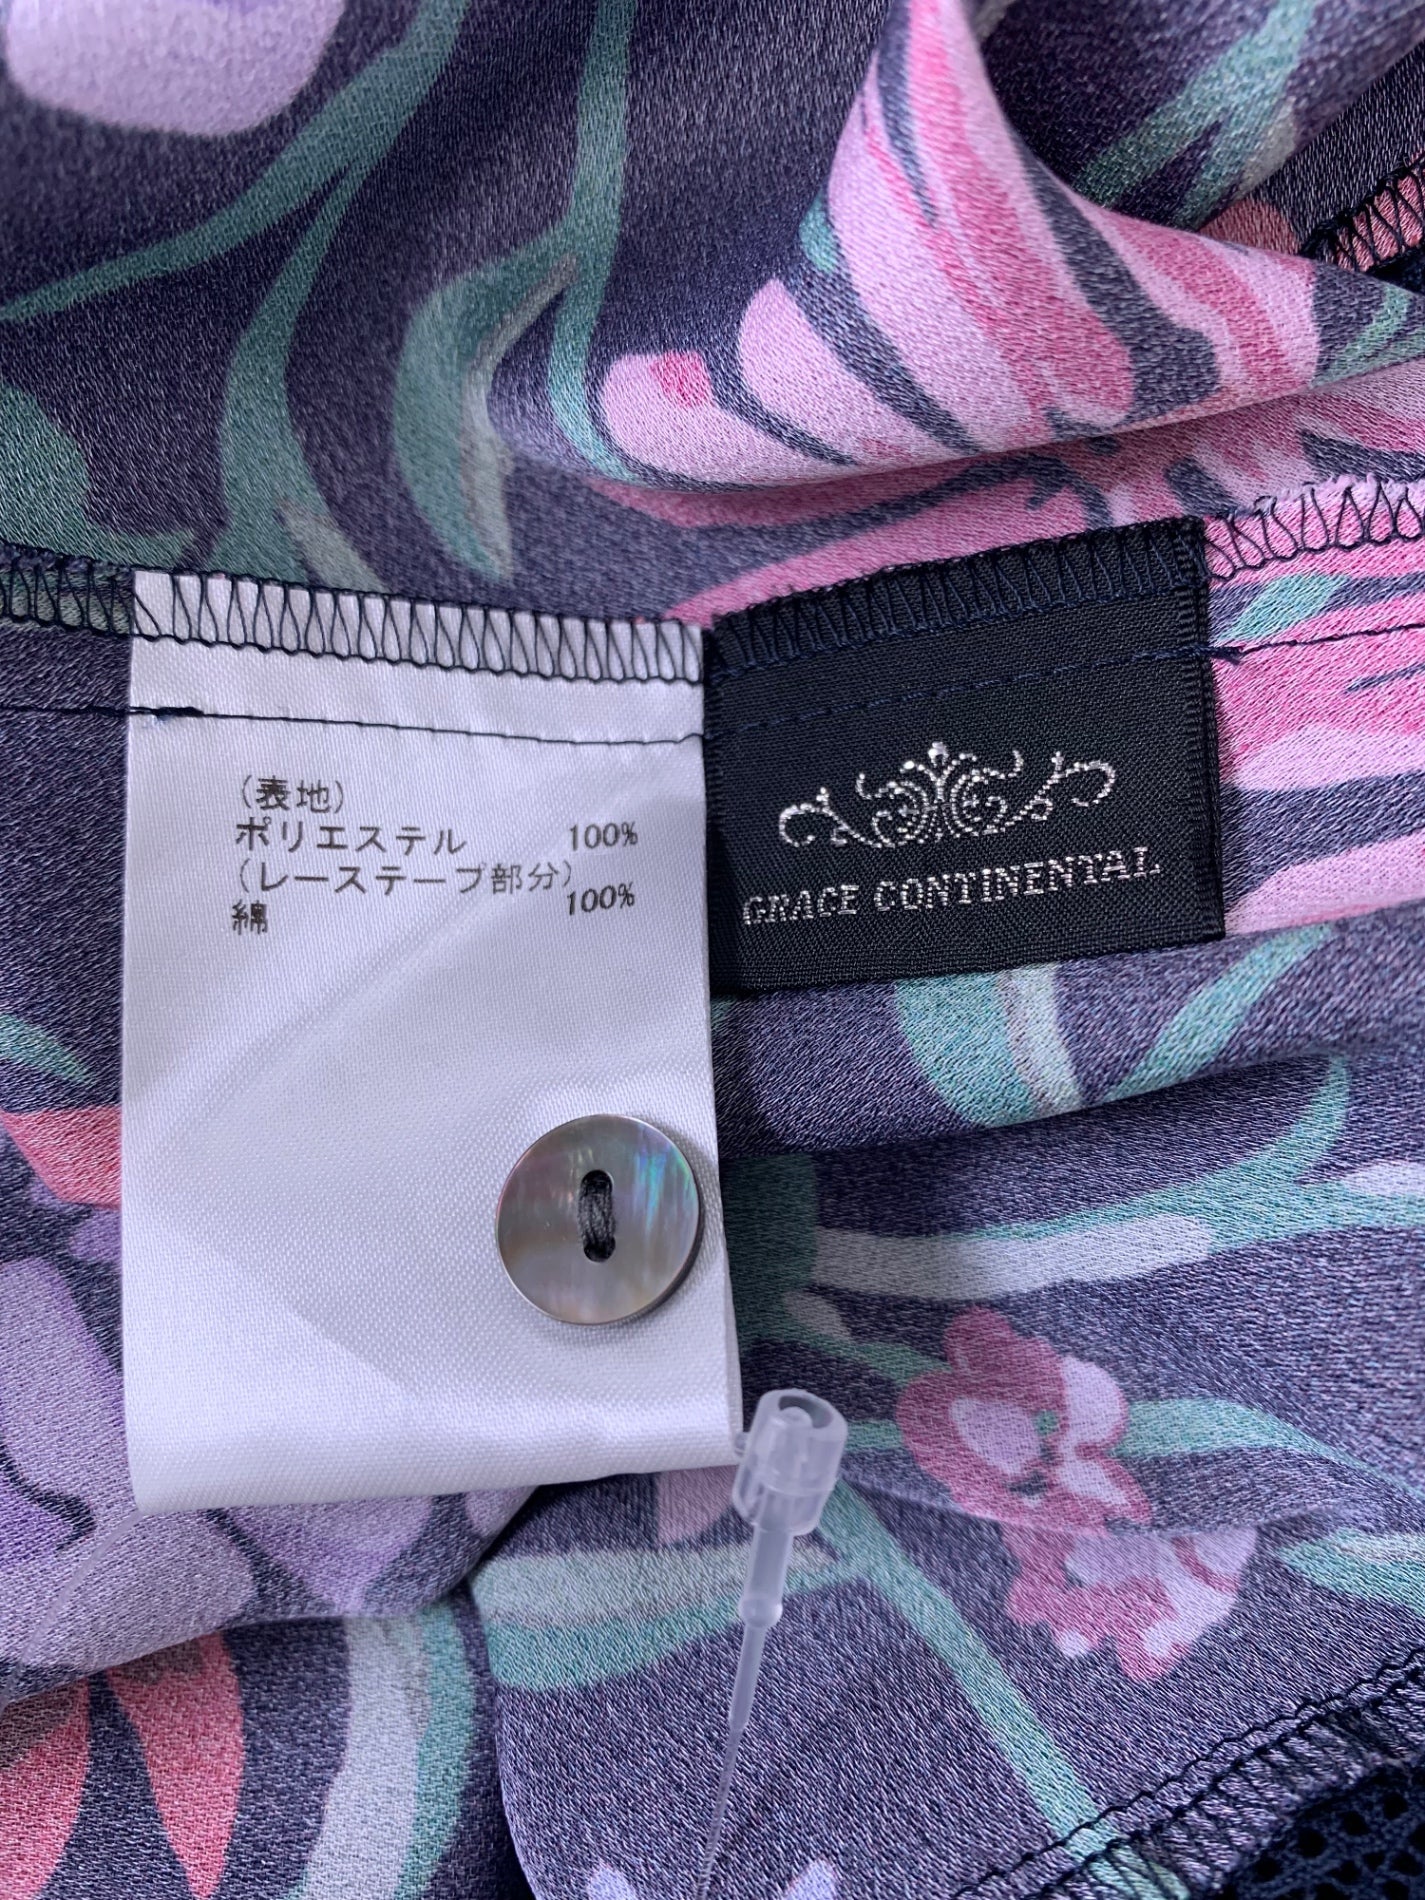 (表地)
ポリエステル 100%
(レーステープ部分)
綿 100%
GRACE CONTINENTAL